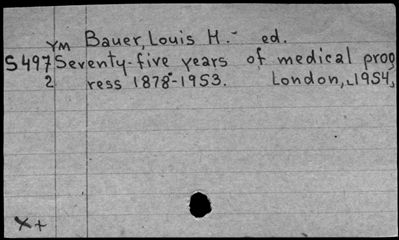 YM Bauer, Louis H.- ed.
S497 Seventy-five years of medical prog
2 ress 1878-1953. London, 1954,
x+